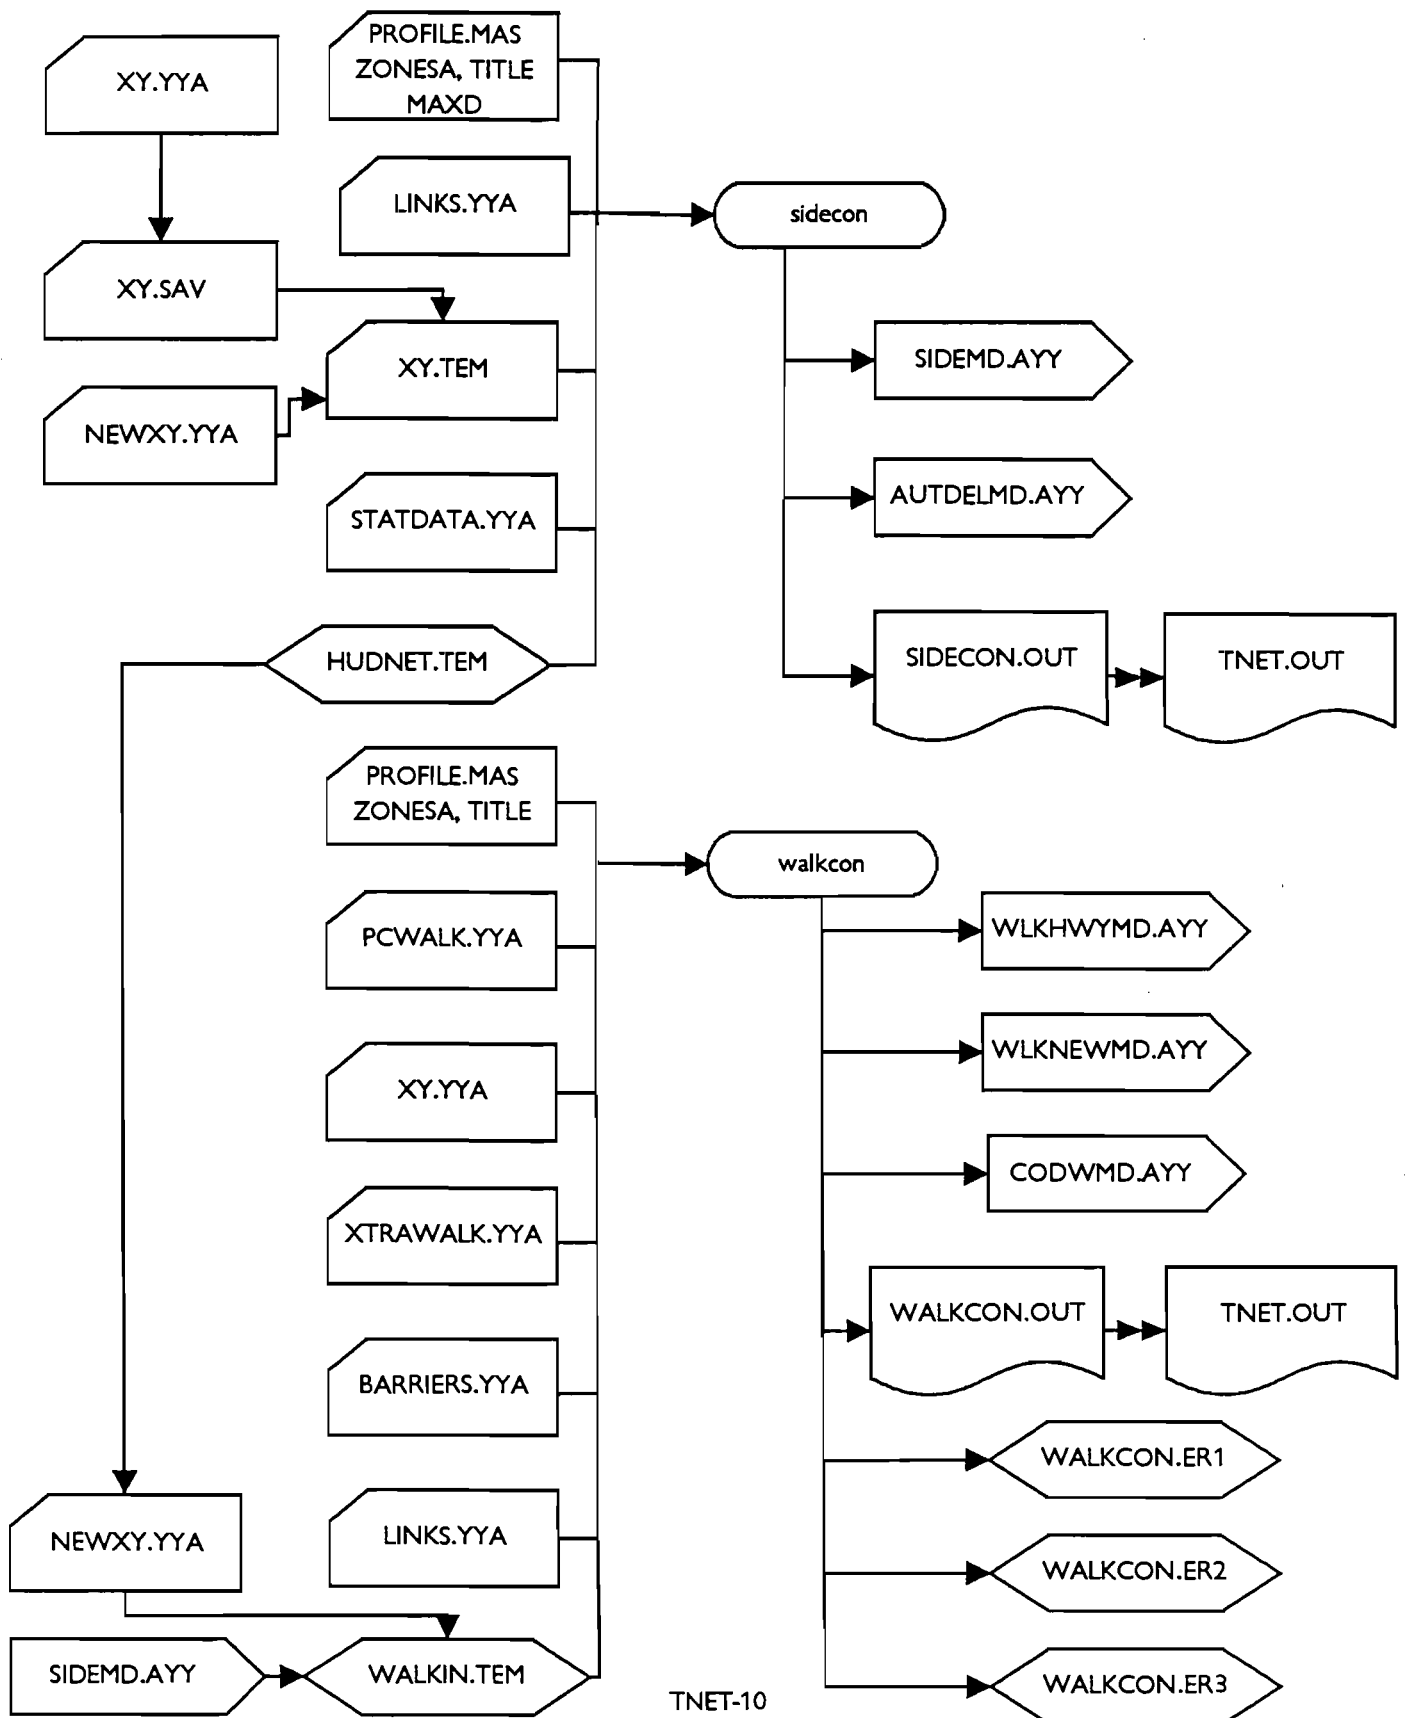 XY.YYA
PROFILE.MAS
ZONESA, TITLE
MAXD
LINKS.YYA
sidecon
XY.SAV
XY.TEM
SIDEMD.AYY
NEWXY.YYA
STATDATA.YYA
AUTDELMD.AYY
HUDNET.TEM
SIDECON.OUT
TNET.OUT
PROFILE.MAS
ZONESA, TITLE
walkcon
PCWALK.YYA
WLKHWYMD.AYY
WLKNEWMD.AYY
XY.YYA
CODWMD.AYY
XTRAWALK.YYA
WALKCON.OUT
TNET.OUT
BARRIERS.YYA
WALKCON.ER1
LINKS.YYA
NEWXY.YYA
WALKCON.ER2
SIDEMD.AYY
WALKIN.TEM
WALKCON.ER3
TNET-10